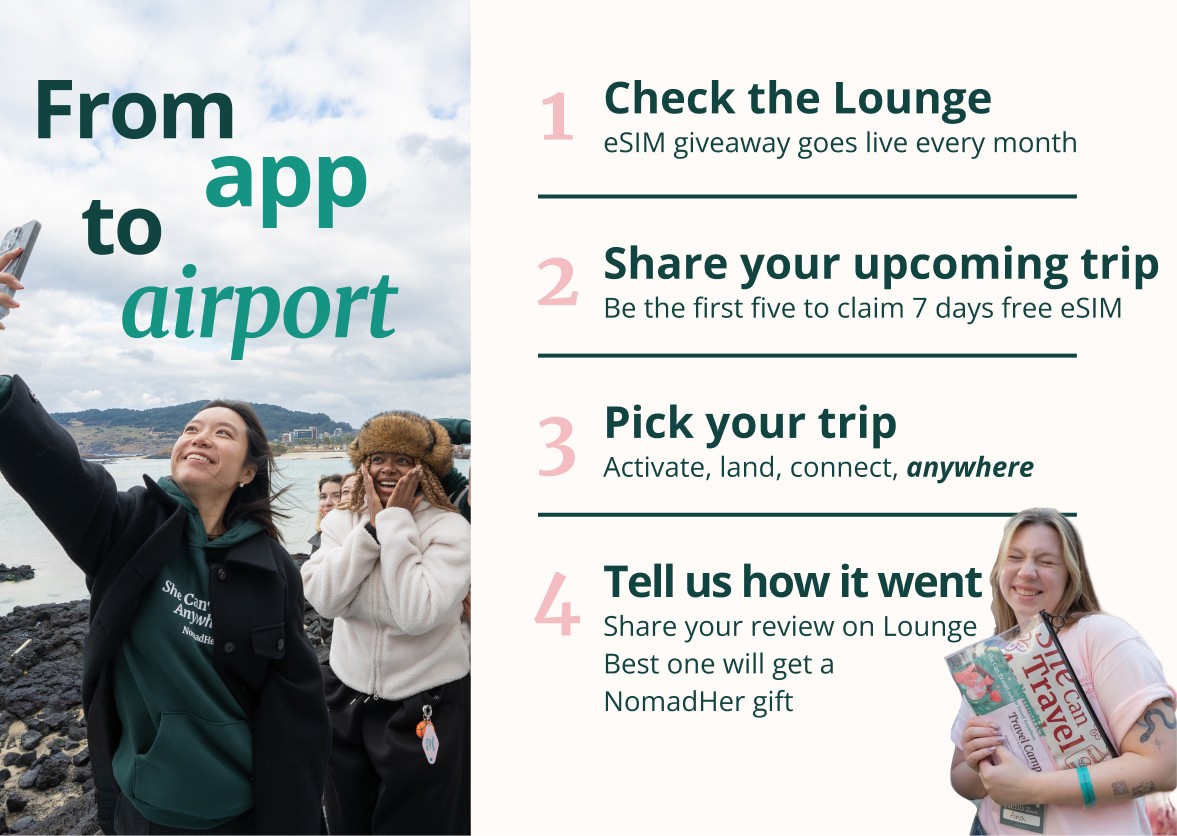 From
app
to
airport
1
Check the Lounge
eSIM giveaway goes live every month
2
Share your upcoming trip
Be the first five to claim 7 days free eSIM
3
Pick your trip
Activate, land, connect, anywhere
4
Tell us how it went
Share your review on Lounge
Best one will get a
NomadHer gift
She Can
Travel
Travel Camp